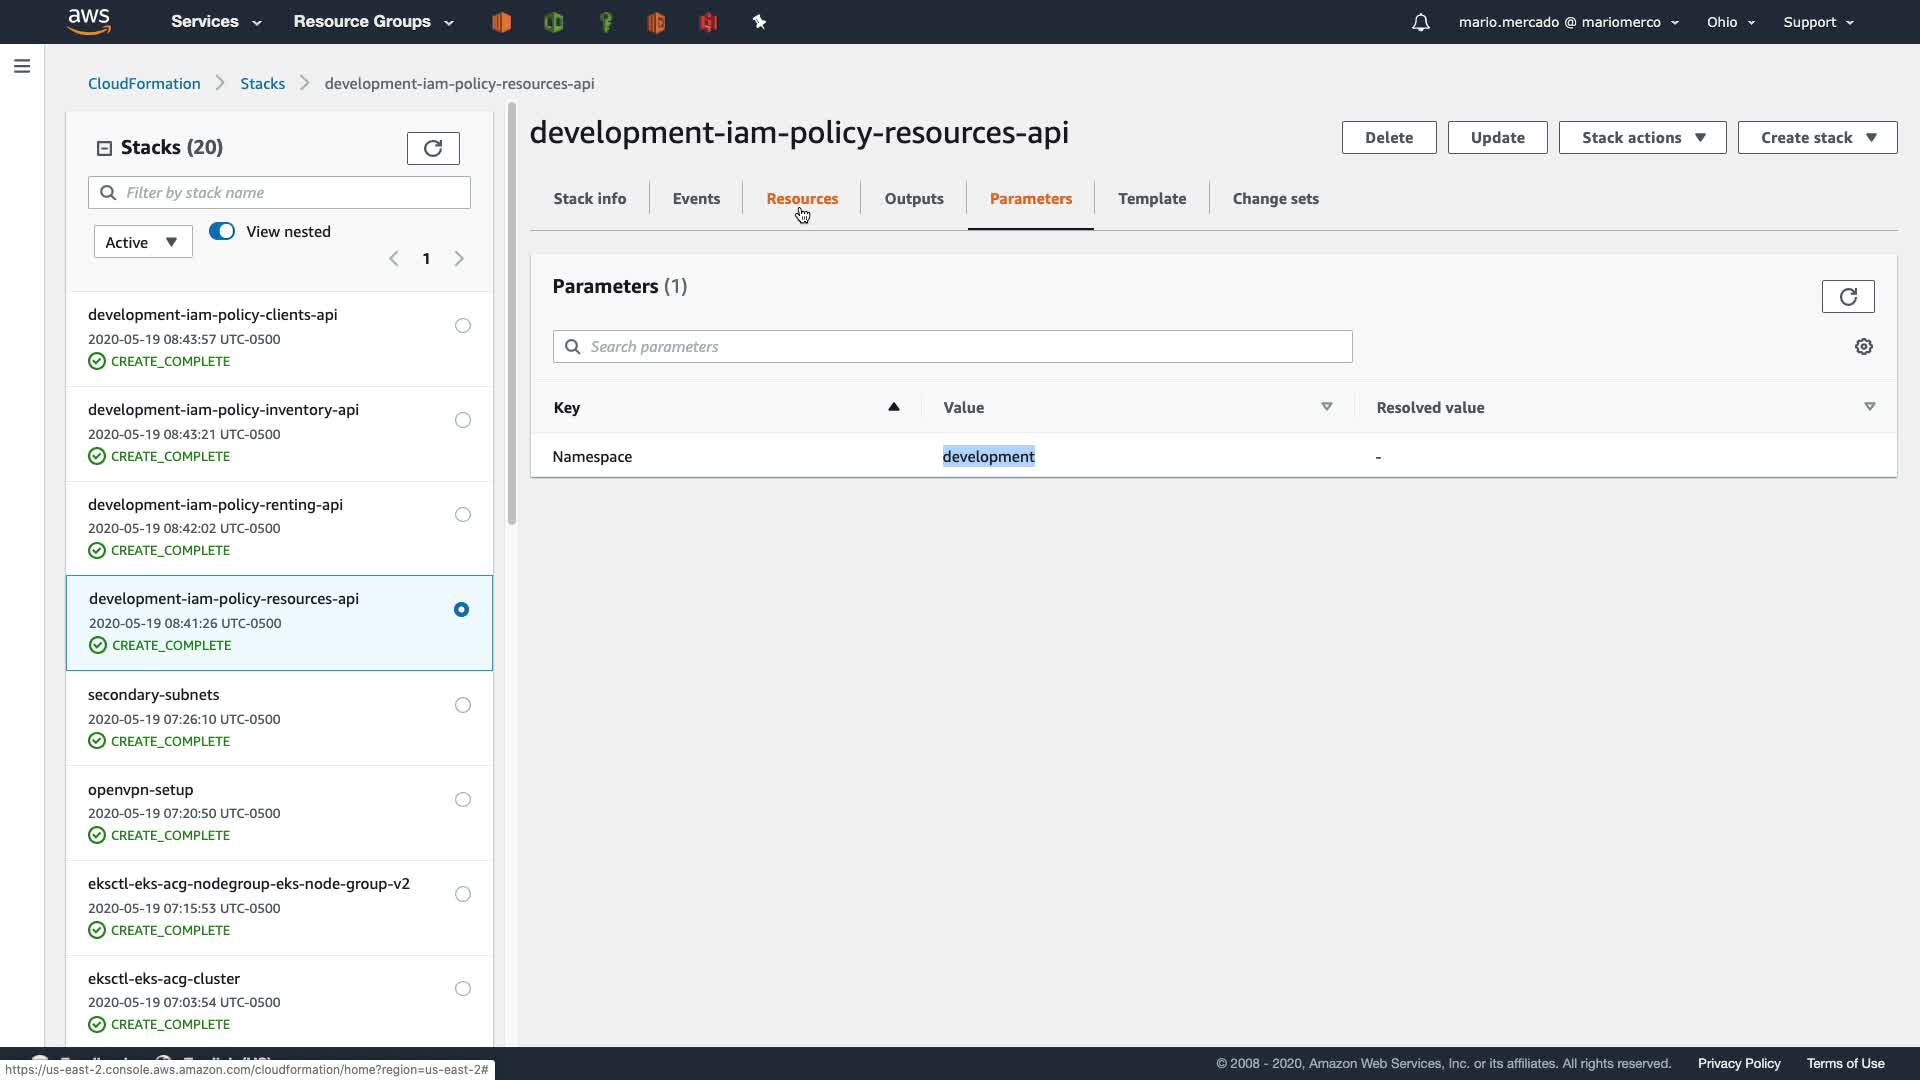 aws
Services
Resource Groups
mario.mercado @ mariomerco
Ohio
Support
CloudFormation
Stacks
development-iam-policy-resources-api
Stacks (20)
Filter by stack name
Active
View nested
1
development-iam-policy-clients-api
2020-05-19 08:43:57 UTC-0500
CREATE_COMPLETE
development-iam-policy-inventory-api
2020-05-19 08:43:21 UTC-0500
CREATE_COMPLETE
development-iam-policy-renting-api
2020-05-19 08:42:02 UTC-0500
CREATE_COMPLETE
development-iam-policy-resources-api
2020-05-19 08:41:26 UTC-0500
CREATE_COMPLETE
secondary-subnets
2020-05-19 07:26:10 UTC-0500
CREATE_COMPLETE
openvpn-setup
2020-05-19 07:20:50 UTC-0500
CREATE_COMPLETE
eksctl-eks-acg-nodegroup-eks-node-group-v2
2020-05-19 07:15:53 UTC-0500
CREATE_COMPLETE
eksctl-eks-acg-cluster
2020-05-19 07:03:54 UTC-0500
CREATE_COMPLETE
development-iam-policy-resources-api
Delete
Update
Stack actions
Create stack
Stack info
Events
Resources
Outputs
Parameters
Template
Change sets
Parameters (1)
Search parameters
Key
Value
Resolved value
Namespace
development
-
https://us-east-2.console.aws.amazon.com/cloudformation/home?region=us-east-2#
© 2008 - 2020, Amazon Web Services, Inc. or its affiliates. All rights reserved.
Privacy Policy
Terms of Use